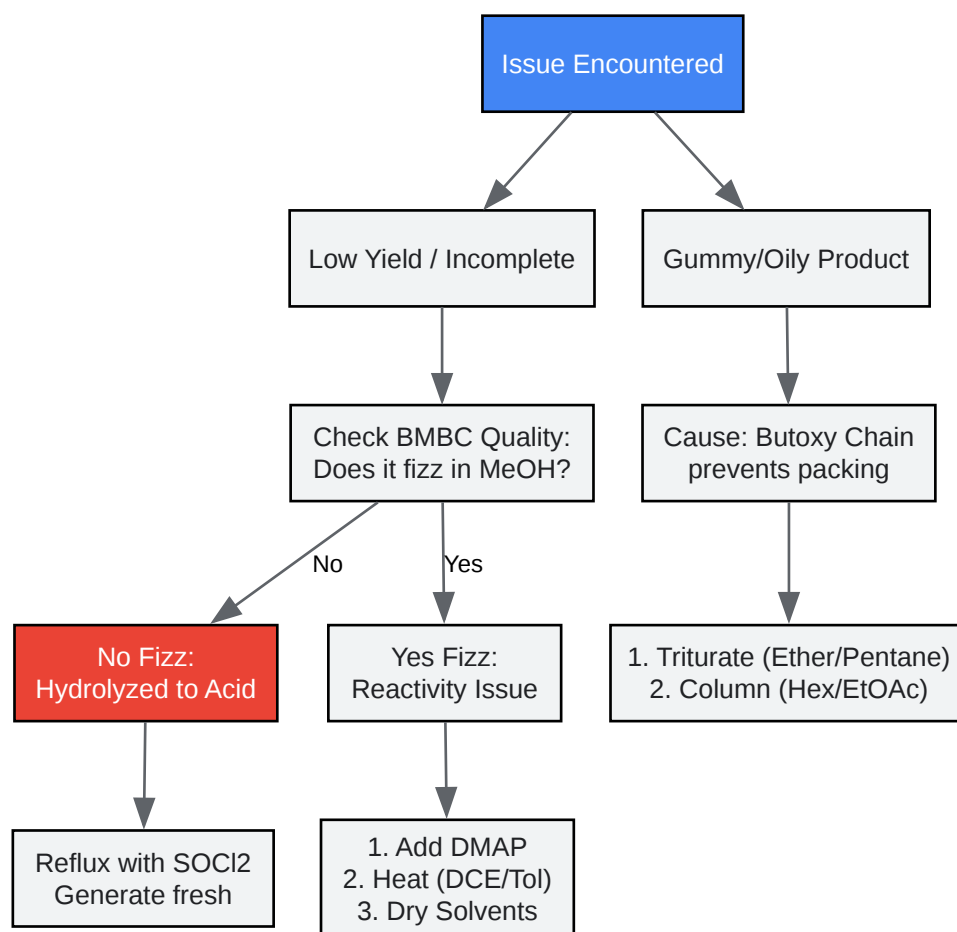 Issue Encountered
Low Yield / Incomplete
Gummy/Oily Product
Check BMBC Quality:
Does it fizz in MeOH?
Cause: Butoxy Chain
prevents packing
No
Yes
No Fizz:
Hydrolyzed to Acid
Yes Fizz:
Reactivity Issue
1. Triturate (Ether/Pentane)
2. Column (Hex/EtOAc)
Reflux with SOCl2
Generate fresh
1. Add DMAP
2. Heat (DCE/Tol)
3. Dry Solvents